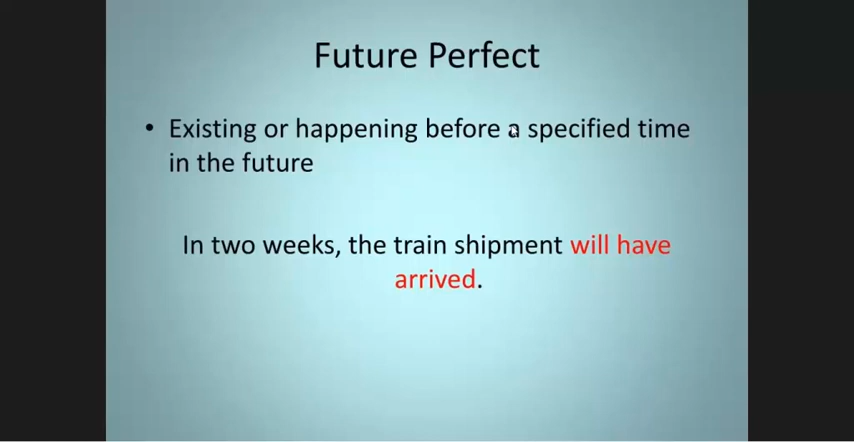 Future Perfect
• Existing or happening before a specified time
in the future
In two weeks, the train shipment will have
arrived.